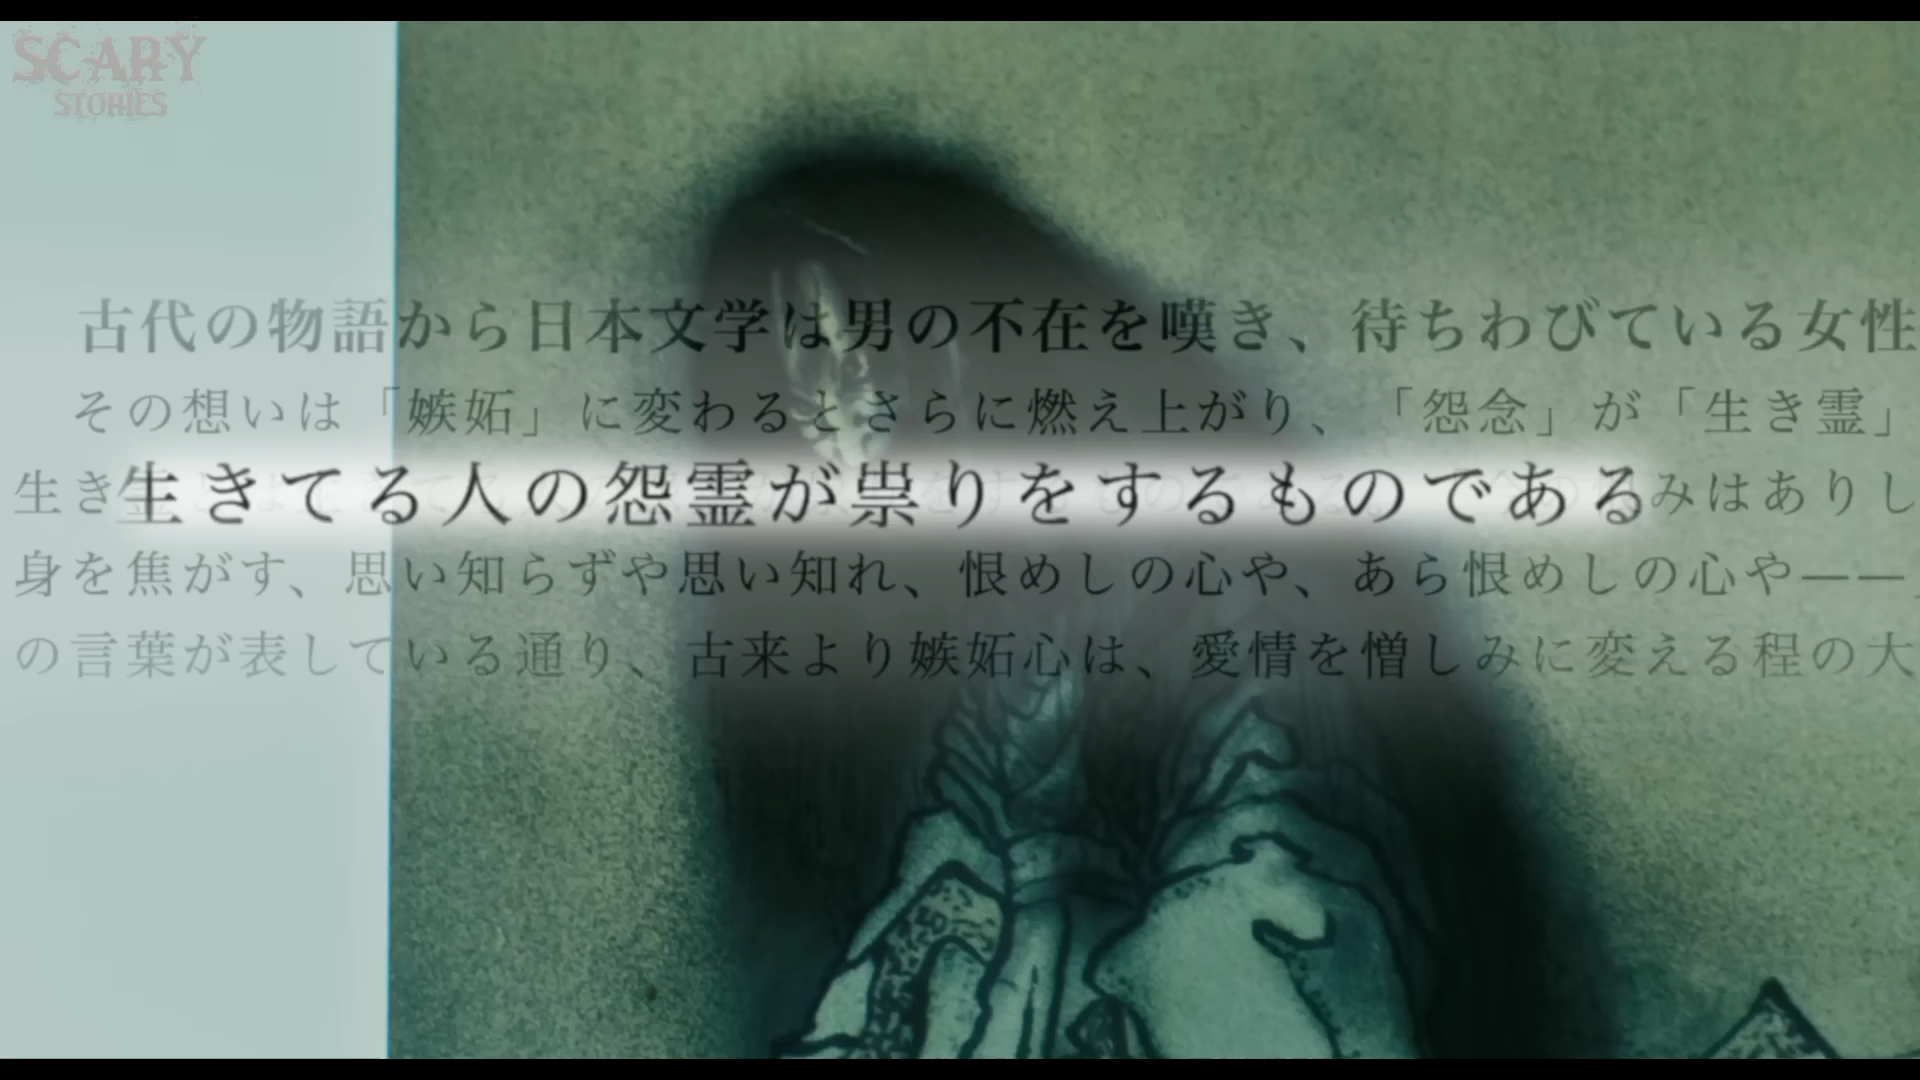 SCARY
STORIES
古代の物語から日本文学は男の不在を嘆き、待ちわびている女性
その想いは「嫉妬」に変わるとさらに燃え上がり、「怨念」が「生き霊」
生き
生きてる人の怨霊が祟りをするものである
みはありし
身を焦がす、思い知らずや思い知れ、恨めしの心や、あら恨めしの心や——」
の言葉が表している通り、古来より嫉妬心は、愛情を憎しみに変える程の大